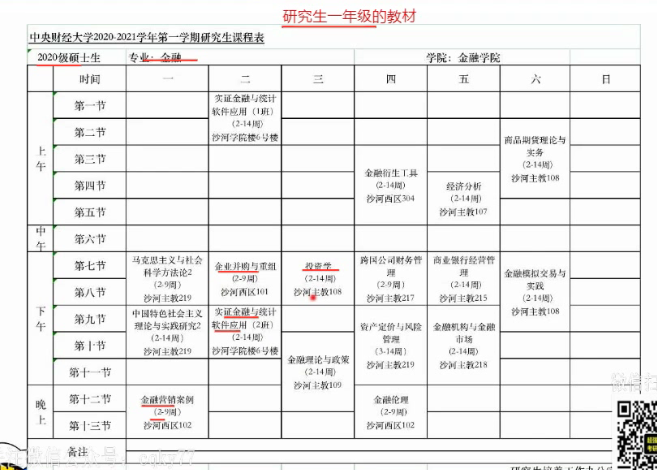 研究生一年级的教材
中央财经大学2020-2021学年第一学期研究生课程表
2020级硕士生 专业：金融 学院：金融学院
时间 一 二 三 四 五 六 日
上午
第一节
第二节
第三节
第四节
第五节
实证金融与统计
软件应用（1班）
(2-14周)
沙河学院楼6号楼
金融衍生工具
(2-14周)
沙河西区304
经济分析
(2-14周)
沙河主教107
商品期货理论与
实务
(2-14周)
沙河主教108
中午
第六节
下午
第七节
第八节
第九节
第十节
第十一节
马克思主义与社会
科学方法论2
(2-9周)
沙河主教219
企业并购与重组
(2-9周)
沙河西区101
投资学
(2-14周)
沙河主教108
跨国公司财务管
理
(2-9周)
沙河主教217
商业银行经营管
理
(2-14周)
沙河主教215
金融模拟交易与
实践
(2-14周)
沙河主教108
中国特色社会主义
理论与实践研究2
(2-14周)
沙河主教219
实证金融与统计
软件应用（2班）
(2-14周)
沙河学院楼6号楼
金融理论与政策
(2-14周)
沙河主教109
资产定价与风险
管理
(3-14周)
沙河主教219
金融机构与金融
市场
(2-14周)
沙河主教218
晚上
第十二节
第十三节
金融营销案例
(2-9周)
沙河西区102
金融伦理
(2-9周)
沙河西区102
备注
微信扫